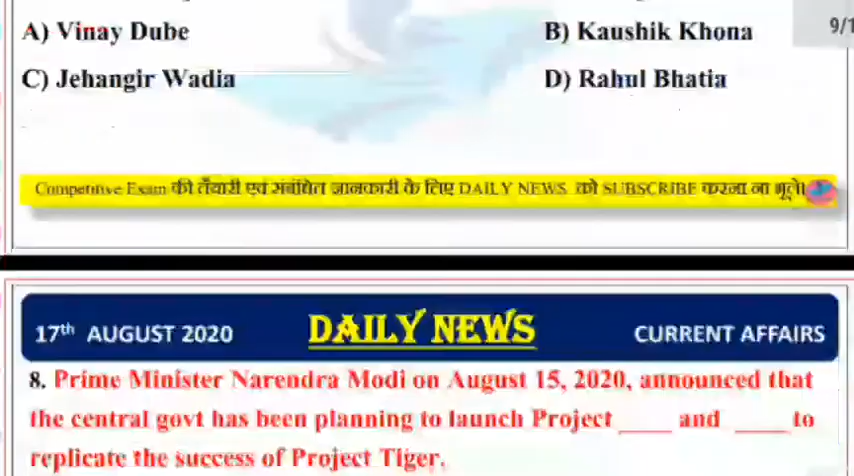 A) Vinay Dube
B) Kaushik Khona
9/1
C) Jehangir Wadia
D) Rahul Bhatia
Competitive Exam की तैयारी एवं संबंधित जानकारी के लिए DAILY NEWS को SUBSCRIBE करना ना भूले।
17th AUGUST 2020
DAILY NEWS
CURRENT AFFAIRS
8. Prime Minister Narendra Modi on August 15, 2020, announced that
the central govt has been planning to launch Project ____ and ____ to
replicate the success of Project Tiger.